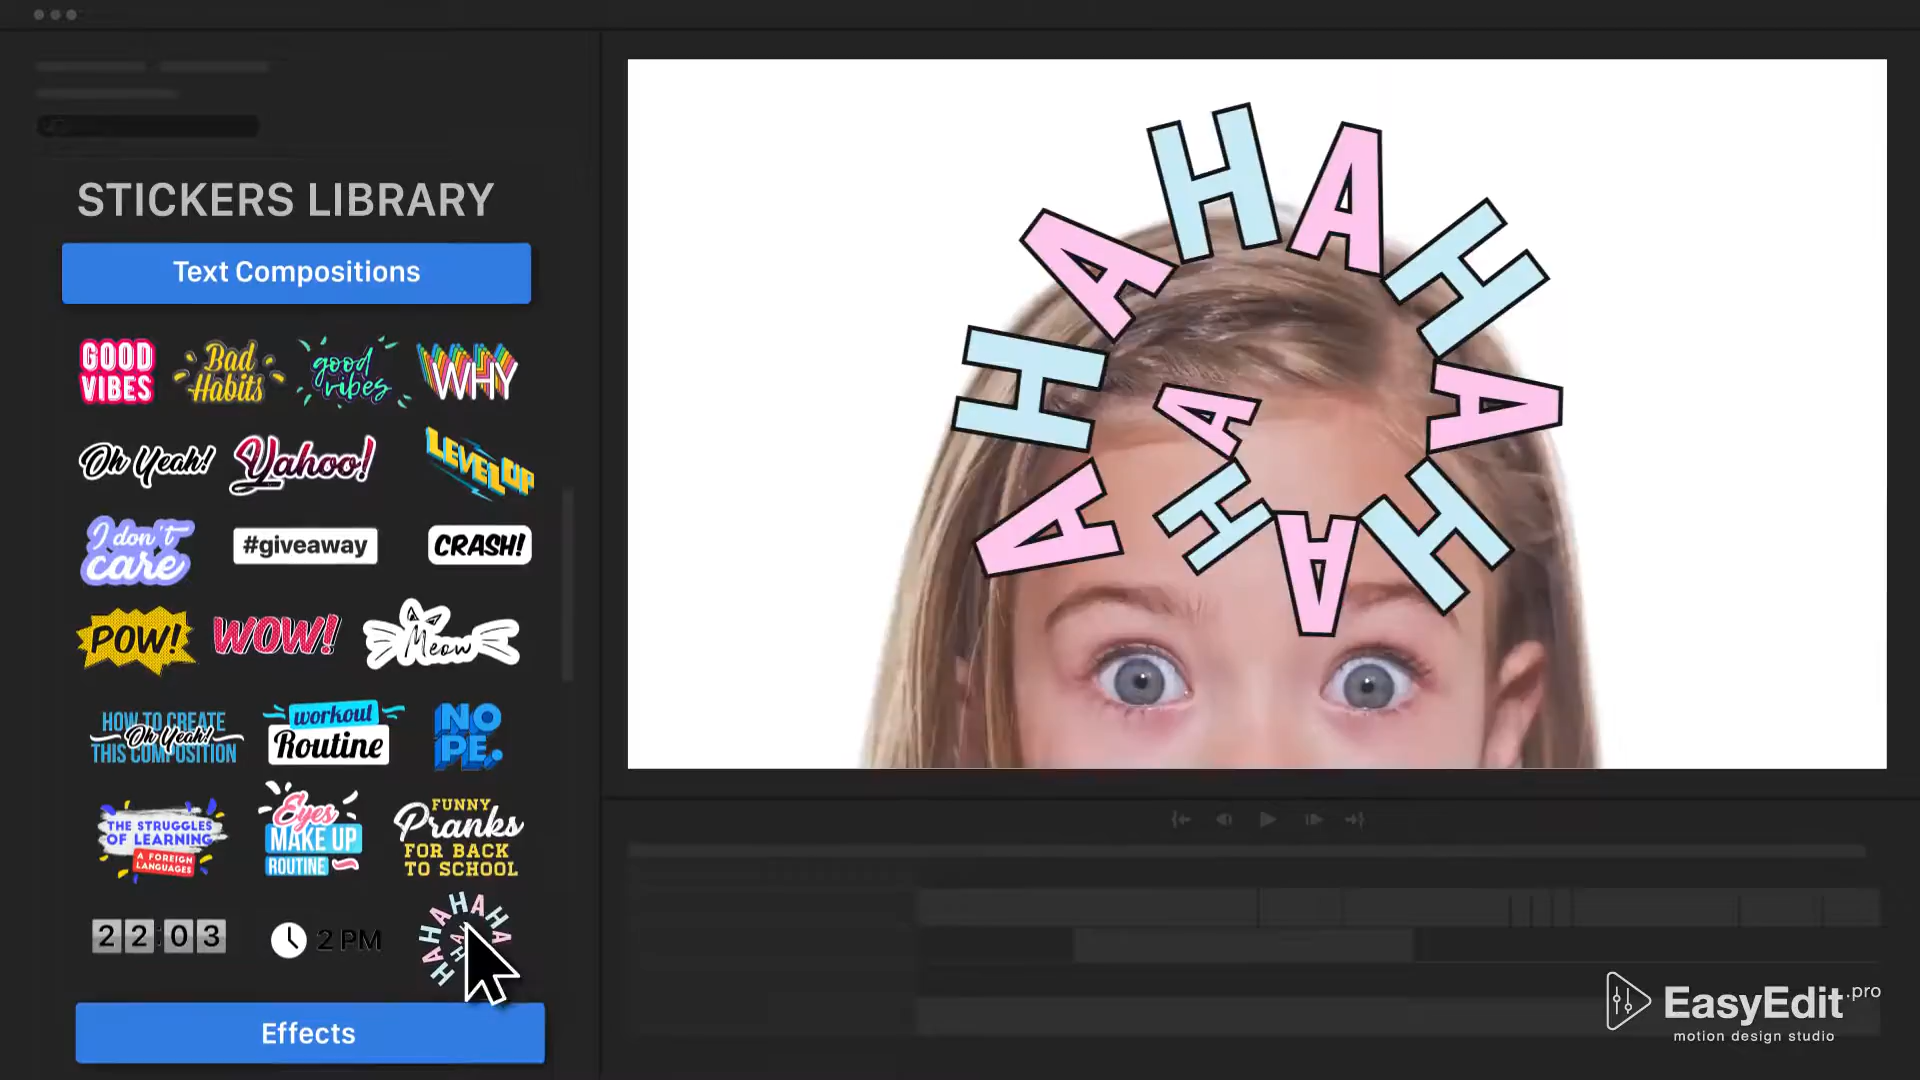 STICKERS LIBRARY
Text Compositions
GOOD
VIBES
Bad
Habits
good
vibes
WHY
Oh Yeah!
Yahoo!
LEVEL UP
I don't
care
#giveaway
CRASH!
POW!
WOW!
Meow
HOW TO CREATE
Oh Yeah!
THIS COMPOSITION
workout
Routine
NO
PE.
THE STRUGGLES
OF LEARNING
A FOREIGN
LANGUAGES
Eyes
MAKE UP
ROUTINE
FUNNY
Pranks
FOR BACK
TO SCHOOL
22:03
2 PM
HAHAHAHA
Effects
AHAHAHAHAHA
EasyEdit.pro
motion design studio